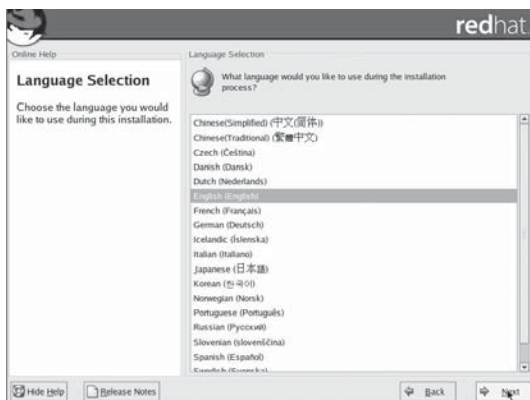 redhat.
Online Help
Language Selection
Choose the language you would
like to use during this installation.
Language Selection
What language would you like to use during the installation
process?
Chinese(Simplified) (中文(简体))
Chinese(Traditional) (繁體中文)
Czech (Čeština)
Danish (Dansk)
Dutch (Nederlands)
English (English)
French (Français)
German (Deutsch)
Icelandic (Íslenska)
Italian (Italiano)
Japanese (日本語)
Korean (한국어)
Norwegian (Norsk)
Portuguese (Português)
Russian (Русский)
Slovenian (slovenščina)
Spanish (Español)
Swedish (Svenska)
Hide Help
Release Notes
Back
Next